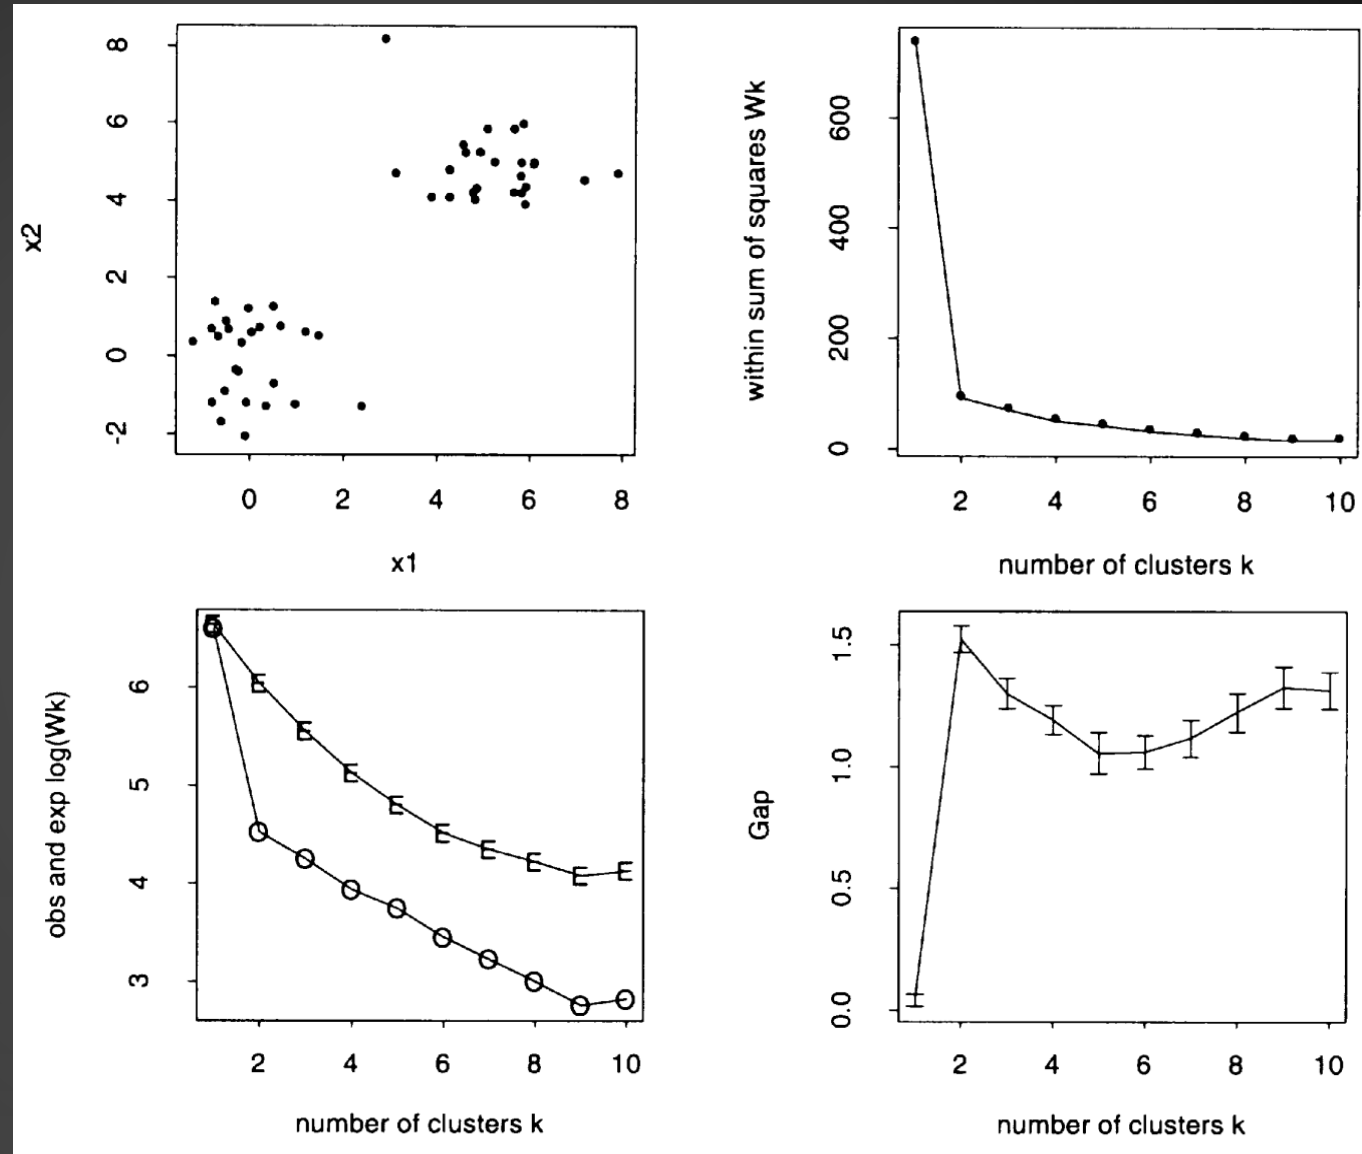 8
6
4
2
0
-2
x2
0 2 4 6 8
x1
600
400
200
0
within sum of squares Wk
2 4 6 8 10
number of clusters k
6
5
4
3
obs and exp log(Wk)
E
E
E
E
E
E
E
E
E
E
O
O
O
O
O
O
O
O
O
O
2 4 6 8 10
number of clusters k
1.5
1.0
0.5
0.0
Gap
2 4 6 8 10
number of clusters k